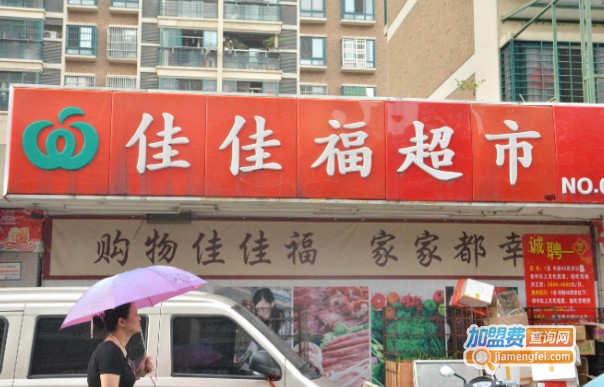 佳佳福超市
NO.
购物佳佳福 家家都幸
诚聘
加盟费查询网
jiamengfei.com